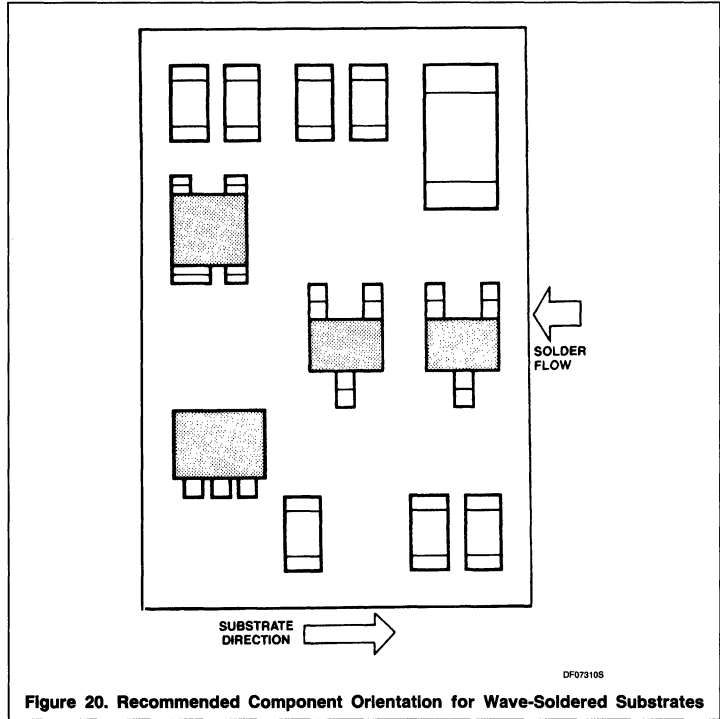 SOLDER
FLOW
SUBSTRATE
DIRECTION
DF07310S
Figure 20. Recommended Component Orientation for Wave-Soldered Substrates